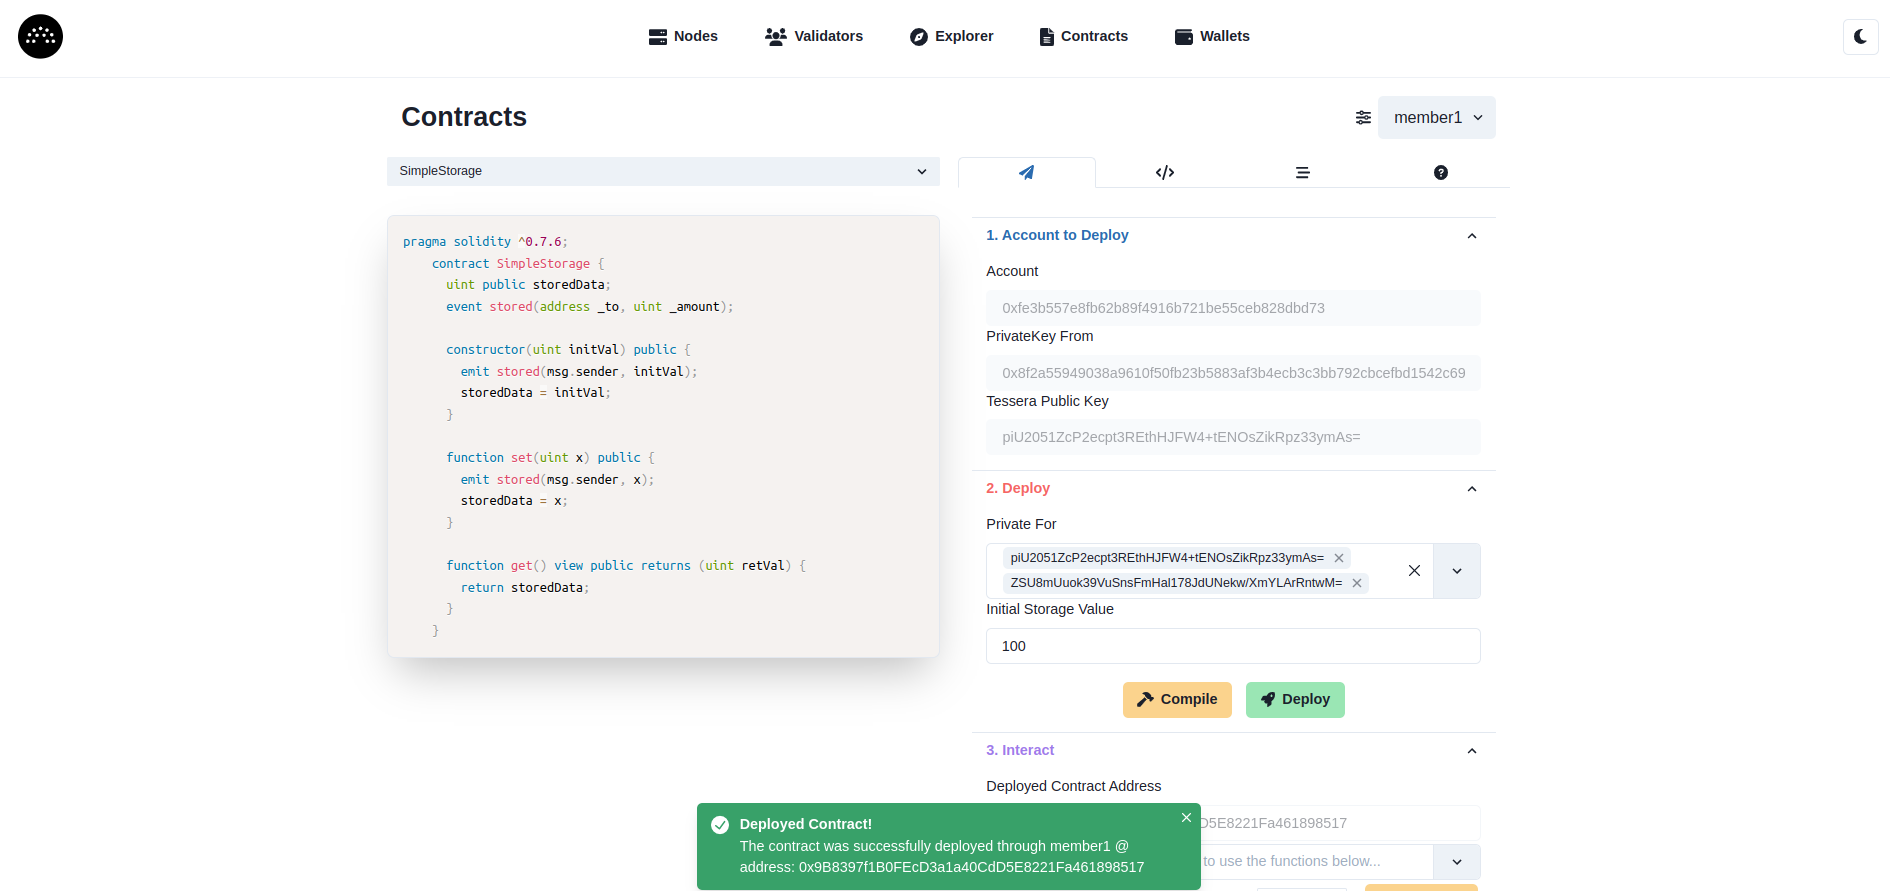 Nodes
Validators
Explorer
Contracts
Wallets
Contracts
member1
SimpleStorage
pragma solidity ^0.7.6;
contract SimpleStorage {
uint public storedData;
event stored(address _to, uint _amount);
constructor(uint initVal) public {
emit stored(msg.sender, initVal);
storedData = initVal;
}
function set(uint x) public {
emit stored(msg.sender, x);
storedData = x;
}
function get() view public returns (uint retVal) {
return storedData;
}
}
1. Account to Deploy
Account
0xfe3b557e8fb62b89f4916b721be55ceb828dbd73
PrivateKey From
0x8f2a55949038a9610f50fb23b5883af3b4ecb3c3bb792cbcefbd1542c69
Tessera Public Key
piU2051ZcP2ecpt3REthHJFW4+tENOsZikRpz33ymAs=
2. Deploy
Private For
piU2051ZcP2ecpt3REthHJFW4+tENOsZikRpz33ymAs=
ZSU8mUuok39VuSnsFmHal178JdUNekw/XmYLArRntwM=
Initial Storage Value
100
Compile
Deploy
3. Interact
Deployed Contract Address
D5E8221Fa461898517
to use the functions below...
Deployed Contract!
The contract was successfully deployed through member1 @
address: 0x9B8397f1B0FEcD3a1a40CdD5E8221Fa461898517